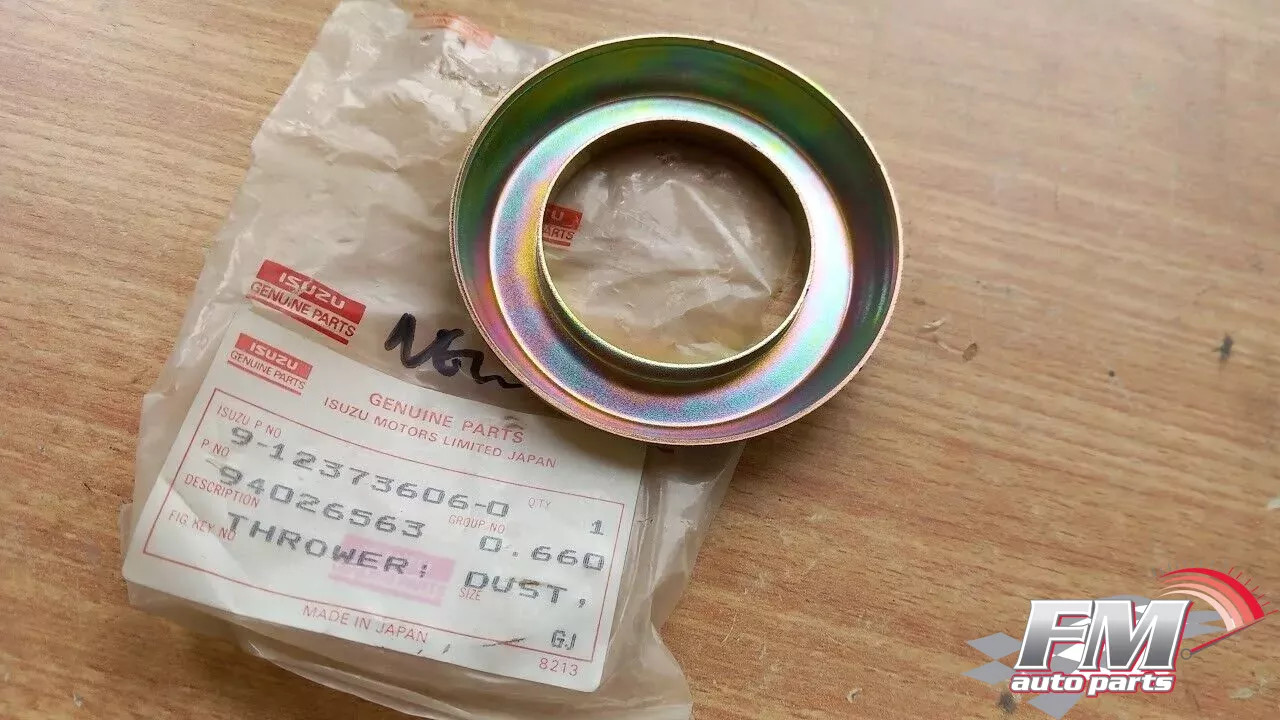 ISUZU
GENUINE PARTS
NEW
ISUZU
GENUINE PARTS
GENUINE PARTS
ISUZU MOTORS LIMITED JAPAN
ISUZU P NO
9-12373606-0
QTY
1
P NO
94026563
GROUP NO
0.660
DESCRIPTION
THROWER; DUST,
FIG KEY NO
SIZE
GJ
MADE IN JAPAN
8213
FM
auto parts